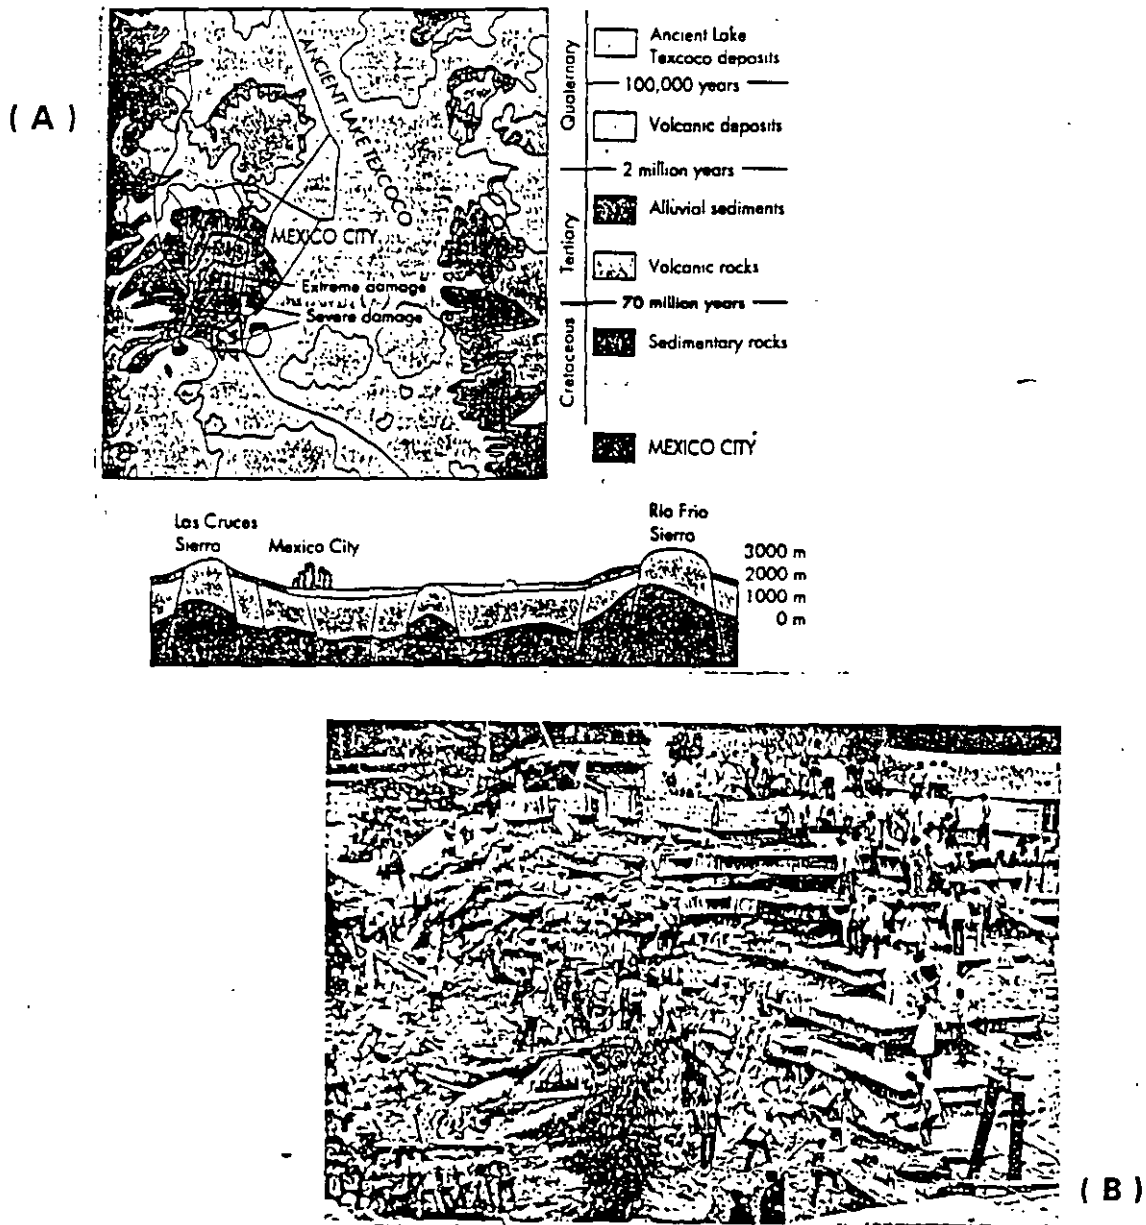 ( A )
ANCIENT LAKE TEXCOCO
MEXICO CITY
Extreme damage
Severe damage
Quaternary
Tertiary
Cretaceous
Ancient Lake
Texcoco deposits
100,000 years
Volcanic deposits
2 million years
Alluvial sediments
Volcanic rocks
70 million years
Sedimentary rocks
MEXICO CITY
Las Cruces
Sierra
Mexico City
Río Frio
Sierra
3000 m
2000 m
1000 m
0 m
( B )